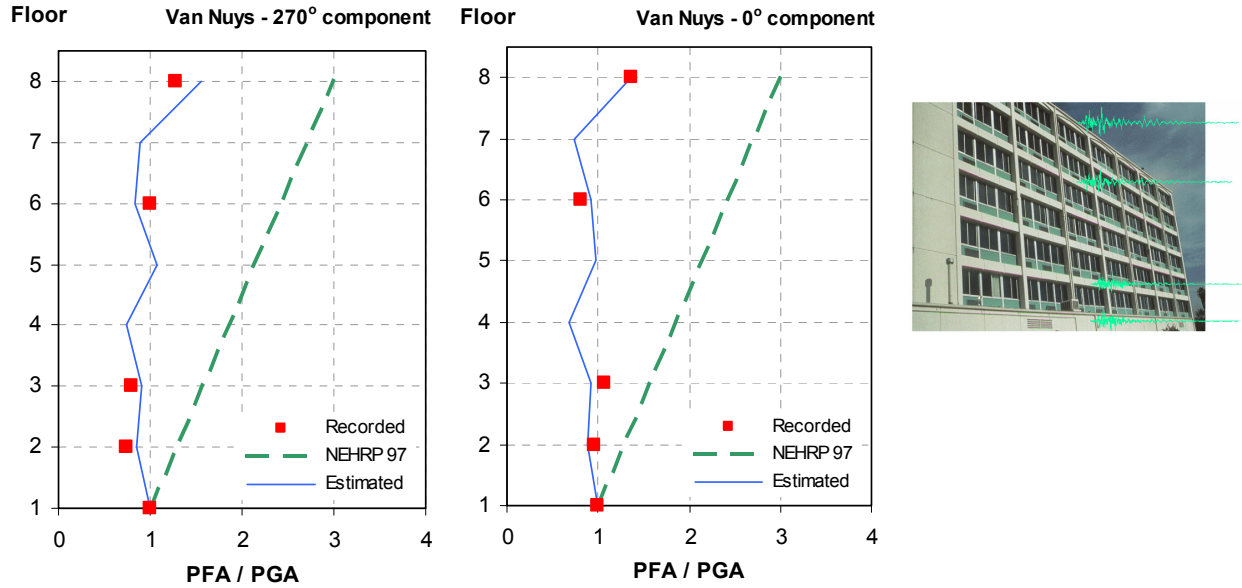 Floor
Van Nuys - 270° component
8
7
6
5
4
3
2
1
Recorded
NEHRP 97
Estimated
0 1 2 3 4
PFA / PGA
Floor
Van Nuys - 0° component
8
7
6
5
4
3
2
1
Recorded
NEHRP 97
Estimated
0 1 2 3 4
PFA / PGA